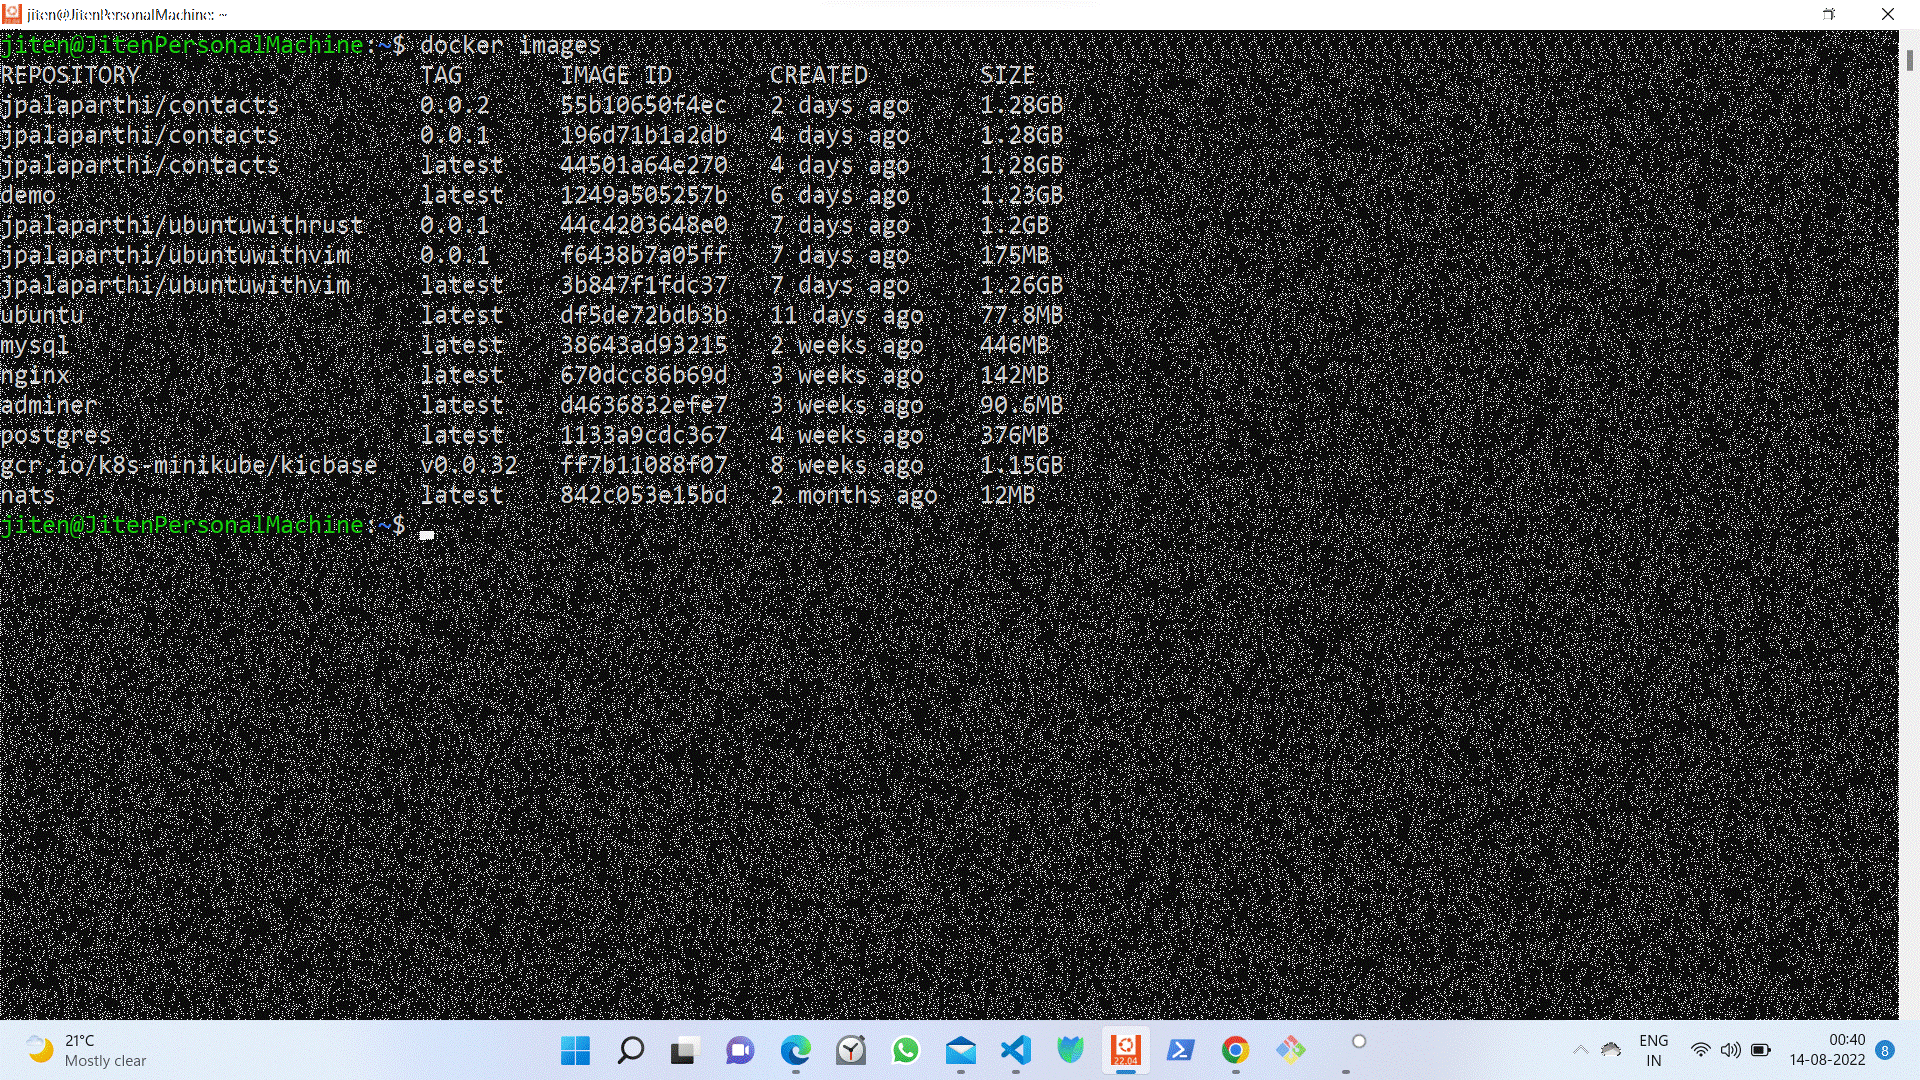 jiten@JitenPersonalMachine: ~
jiten@JitenPersonalMachine:~$ docker images
REPOSITORY TAG IMAGE ID CREATED SIZE
jpalaparthi/contacts 0.0.2 55b10650f4ec 2 days ago 1.28GB
jpalaparthi/contacts 0.0.1 196d71b1a2db 4 days ago 1.28GB
jpalaparthi/contacts latest 44501a64e270 4 days ago 1.28GB
demo latest 1249a505257b 6 days ago 1.23GB
jpalaparthi/ubuntuwithrust 0.0.1 44c4203648e0 7 days ago 1.2GB
jpalaparthi/ubuntuwithvim 0.0.1 f6438b7a05ff 7 days ago 175MB
jpalaparthi/ubuntuwithvim latest 3b847f1fdc37 7 days ago 1.26GB
ubuntu latest df5de72bdb3b 11 days ago 77.8MB
mysql latest 38643ad93215 2 weeks ago 446MB
nginx latest 670dcc86b69d 3 weeks ago 142MB
adminer latest d4636832efe7 3 weeks ago 90.6MB
postgres latest 1133a9cdc367 4 weeks ago 376MB
gcr.io/k8s-minikube/kicbase v0.0.32 ff7b11088f07 8 weeks ago 1.15GB
nats latest 842c053e15bd 2 months ago 12MB
jiten@JitenPersonalMachine:~$
21°C
Mostly clear
22.04
ENG
IN
00:40
14-08-2022
8